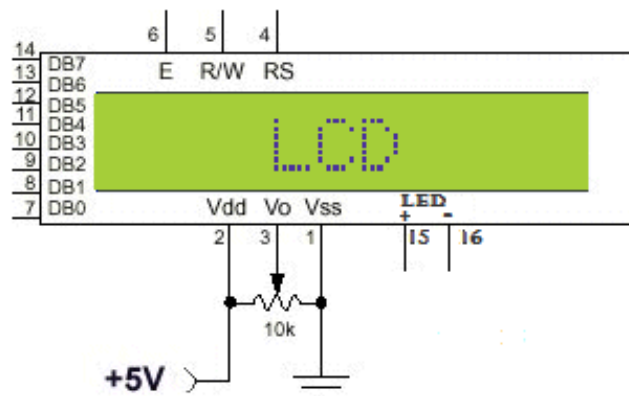 6 5 4
14 DB7 E R/W RS
13 DB6
12 DB5
11 DB4
10 DB3
9 DB2
8 DB1
7 DB0
LCD
Vdd Vo Vss LED
+ -
2 3 1 15 16
10k
+5V